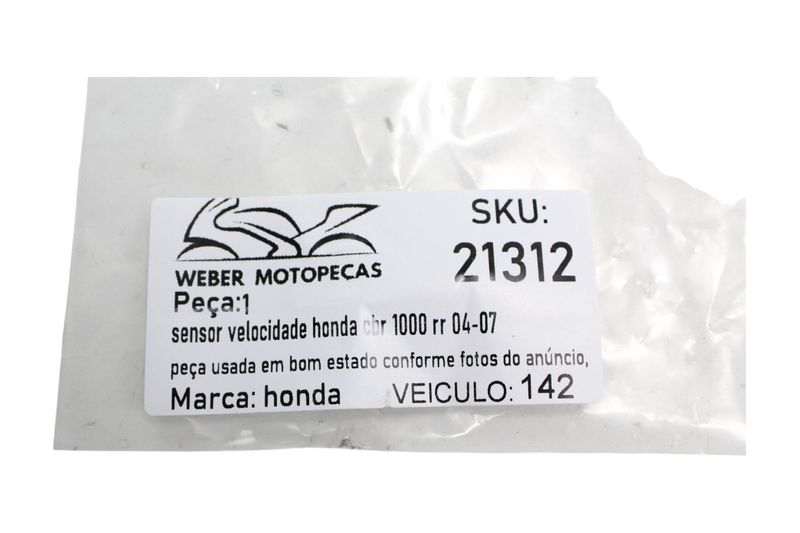 WEBER MOTOPEÇAS
SKU:
21312
Peça:1
sensor velocidade honda cbr 1000 rr 04-07
peça usada em bom estado conforme fotos do anúncio,
Marca: honda VEICULO: 142